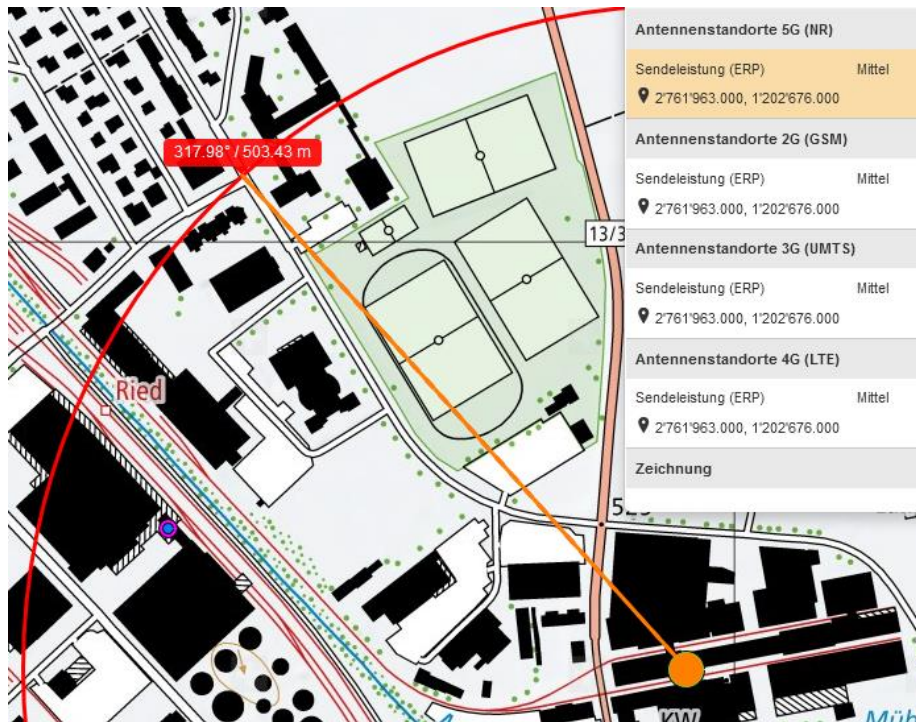 317.98° / 503.43 m
13/3
Ried
KW
Antennenstandorte 5G (NR)
Sendeleistung (ERP) Mittel
2'761'963.000, 1'202'676.000
Antennenstandorte 2G (GSM)
Sendeleistung (ERP) Mittel
2'761'963.000, 1'202'676.000
Antennenstandorte 3G (UMTS)
Sendeleistung (ERP) Mittel
2'761'963.000, 1'202'676.000
Antennenstandorte 4G (LTE)
Sendeleistung (ERP) Mittel
2'761'963.000, 1'202'676.000
Zeichnung